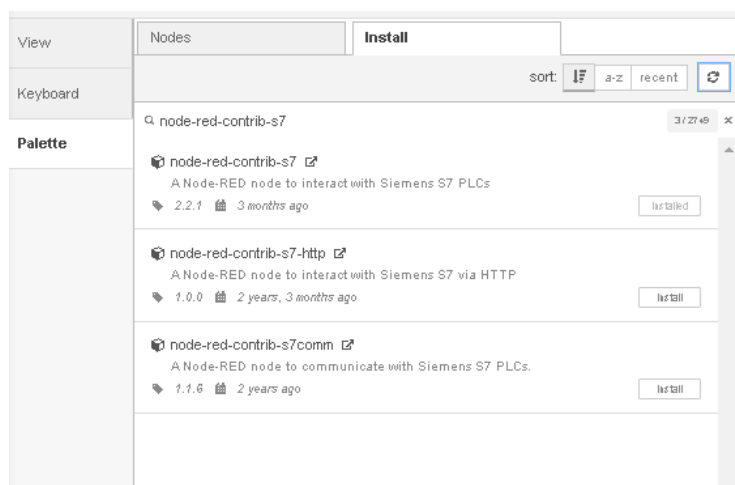 View
Keyboard
Palette
Nodes
Install
sort:
a-z
recent
node-red-contrib-s7
3 / 2749
×
node-red-contrib-s7
A Node-RED node to interact with Siemens S7 PLCs
2.2.1 3 months ago
Installed
node-red-contrib-s7-http
A Node-RED node to interact with Siemens S7 via HTTP
1.0.0 2 years, 3 months ago
Install
node-red-contrib-s7comm
A Node-RED node to communicate with Siemens S7 PLCs.
1.1.6 2 years ago
Install